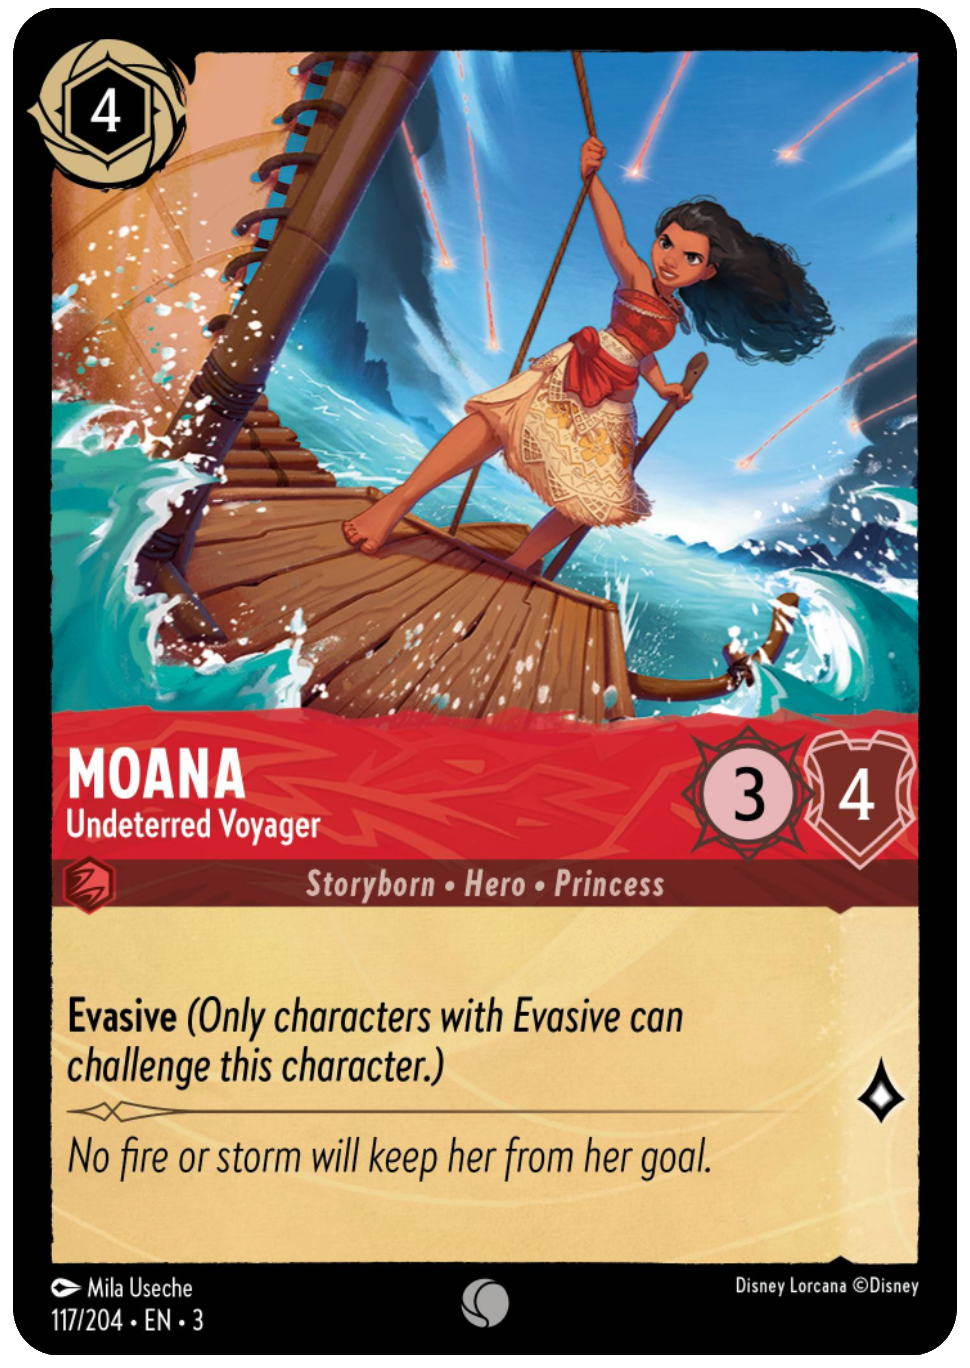 4
MOANA
Undeterred Voyager
3
4
Storyborn • Hero • Princess
Evasive (Only characters with Evasive can
challenge this character.)
No fire or storm will keep her from her goal.
Mila Useche
117/204 • EN • 3
Disney Lorcana ©Disney